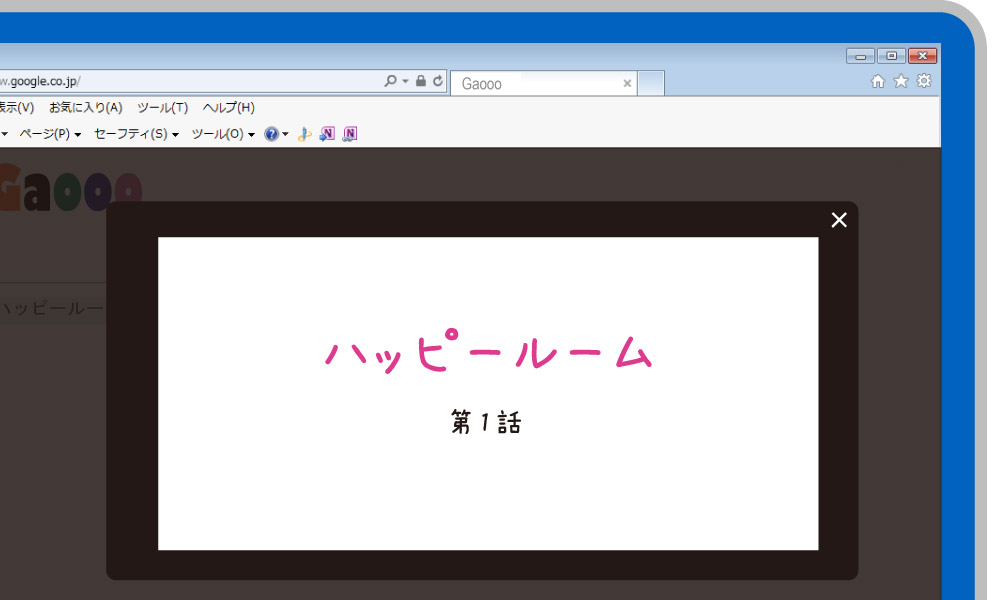 w.google.co.jp/
Gaooo
表示(V) お気に入り(A) ツール(T) ヘルプ(H)
ページ(P) セーフティ(S) ツール(O)
Gaooo
ハッピールー
ハッピールーム
第1話